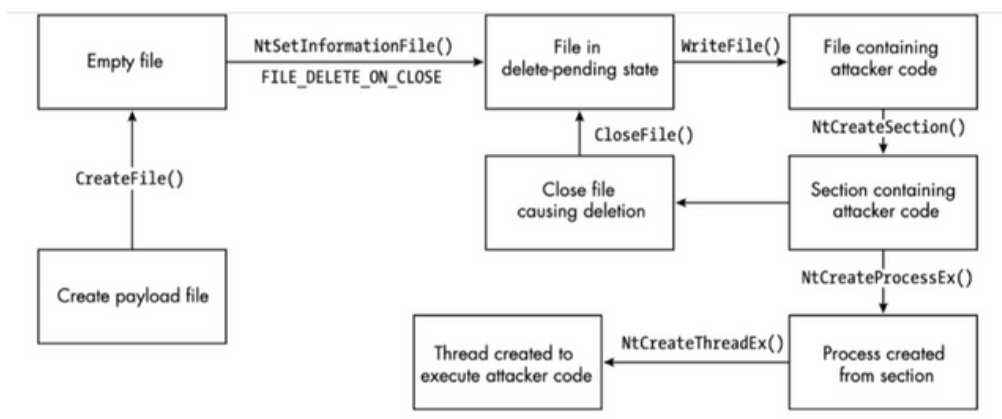 Empty file
NtSetInformationFile()
FILE_DELETE_ON_CLOSE
File in
delete-pending state
WriteFile()
File containing
attacker code
NtCreateSection()
CloseFile()
CreateFile()
Close file
causing deletion
Section containing
attacker code
NtCreateProcessEx()
Create payload file
Thread created to
execute attacker code
NtCreateThreadEx()
Process created
from section